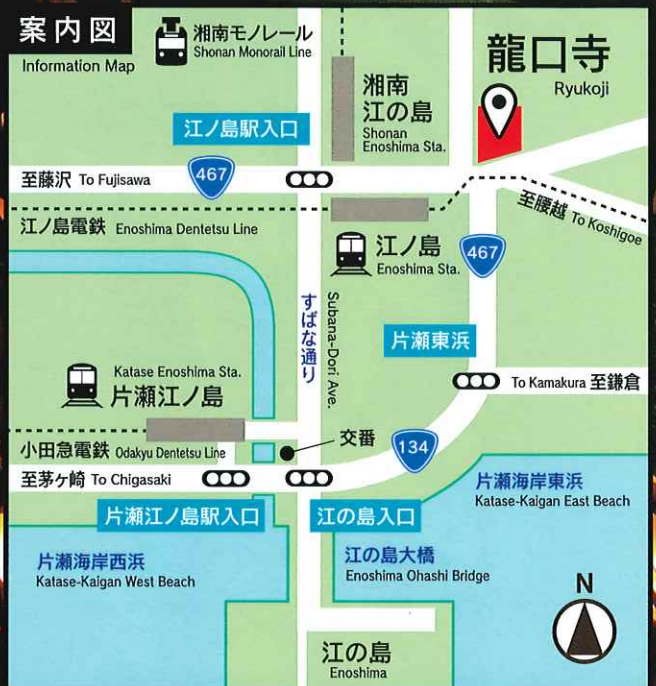 案内図
Information Map
湘南モノレール
Shonan Monorail Line
龍口寺
Ryukoji
湘南
江の島
Shonan
Enoshima Sta.
江ノ島駅入口
至藤沢 To Fujisawa
467
江ノ島電鉄 Enoshima Dentetsu Line
至腰越 To Koshigoe
江ノ島
Enoshima Sta.
467
すばな通り
Subana-Dori Ave.
片瀬東浜
Katase Enoshima Sta.
片瀬江ノ島
To Kamakura 至鎌倉
小田急電鉄 Odakyu Dentetsu Line
交番
134
至茅ヶ崎 To Chigasaki
片瀬江ノ島駅入口
江の島入口
片瀬海岸東浜
Katase-Kaigan East Beach
片瀬海岸西浜
Katase-Kaigan West Beach
江の島大橋
Enoshima Ohashi Bridge
N
江の島
Enoshima